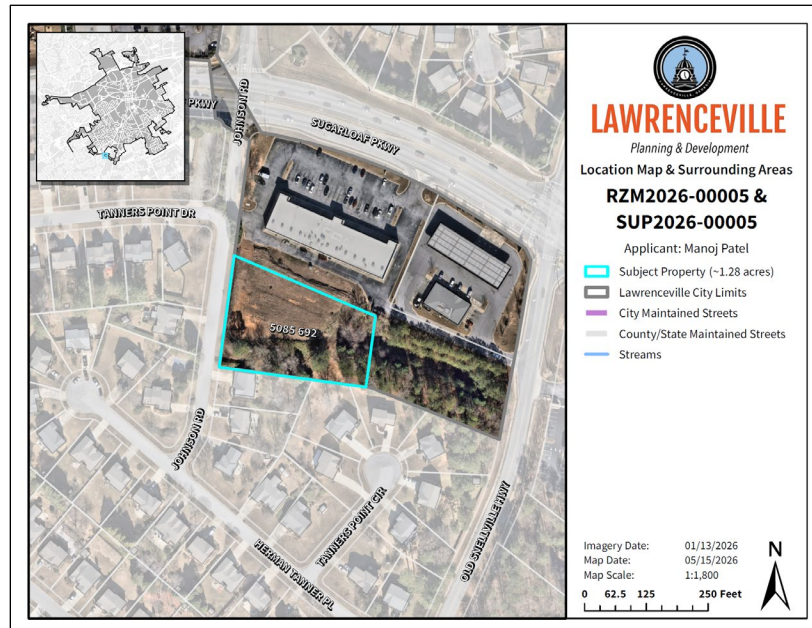 PKWY
JOHNSON RD
SUGARLOAF PKWY
TANNERS POINT DR
5085 692
JOHNSON RD
TANNERS POINT CIR
HERMAN TANNER PL
OLD SNELLVILLE HWY
LAWRENCEVILLE
Planning & Development
Location Map & Surrounding Areas
RZM2026-00005 &
SUP2026-00005
Applicant: Manoj Patel
Subject Property (~1.28 acres)
Lawrenceville City Limits
City Maintained Streets
County/State Maintained Streets
Streams
Imagery Date: 01/13/2026
Map Date: 05/15/2026
Map Scale: 1:1,800
N
0 62.5 125 250 Feet